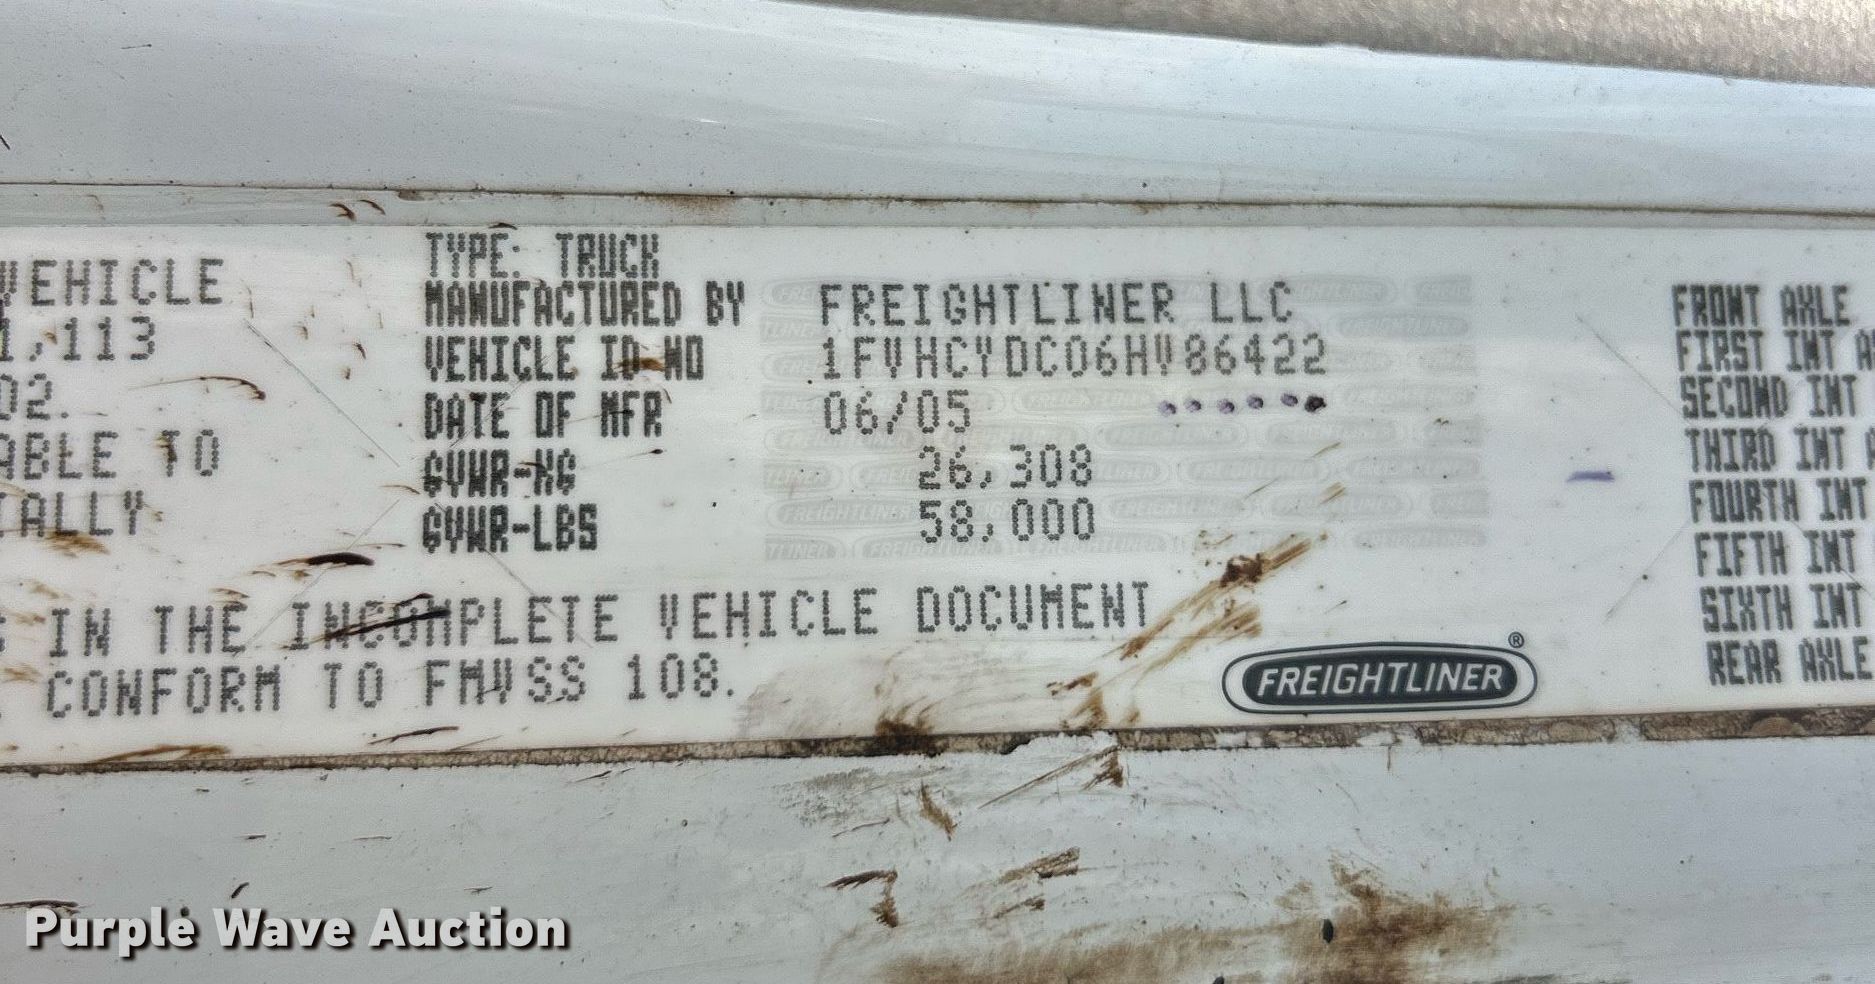 VEHICLE
1,113
02.
ABLE TO
TALLY
IN THE INCOMPLETE VEHICLE DOCUMENT
CONFORM TO FMVSS 108.
TYPE: TRUCK
MANUFACTURED BY FREIGHTLINER LLC
VEHICLE ID NO 1FVHCYDC06HV86422
DATE OF MFR 06/05
GVWR-KG 26,308
GVWR-LBS 58,000
FREIGHTLINER®
FRONT AXLE
FIRST INT A
SECOND INT
THIRD INT A
FOURTH INT
FIFTH INT
SIXTH INT
REAR AXLE
Purple Wave Auction